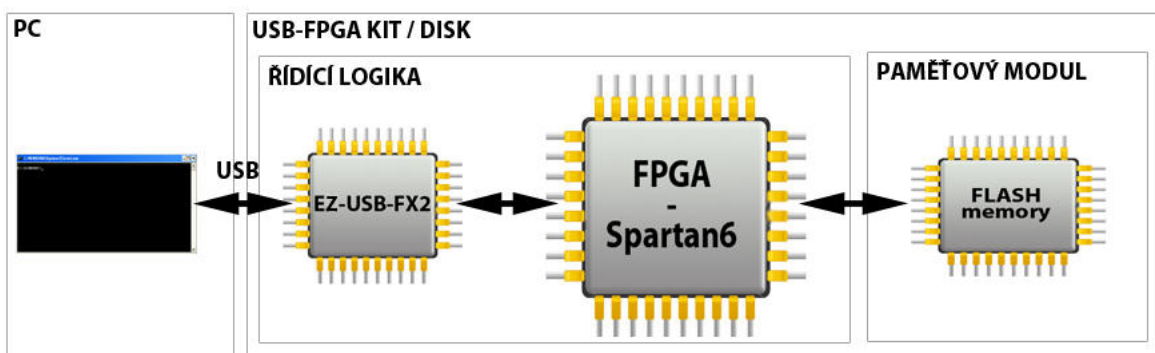 PC
USB-FPGA KIT / DISK
ŘÍDÍCÍ LOGIKA
PAMĚŤOVÝ MODUL
USB
EZ-USB-FX2
FPGA
-
Spartan6
FLASH
memory